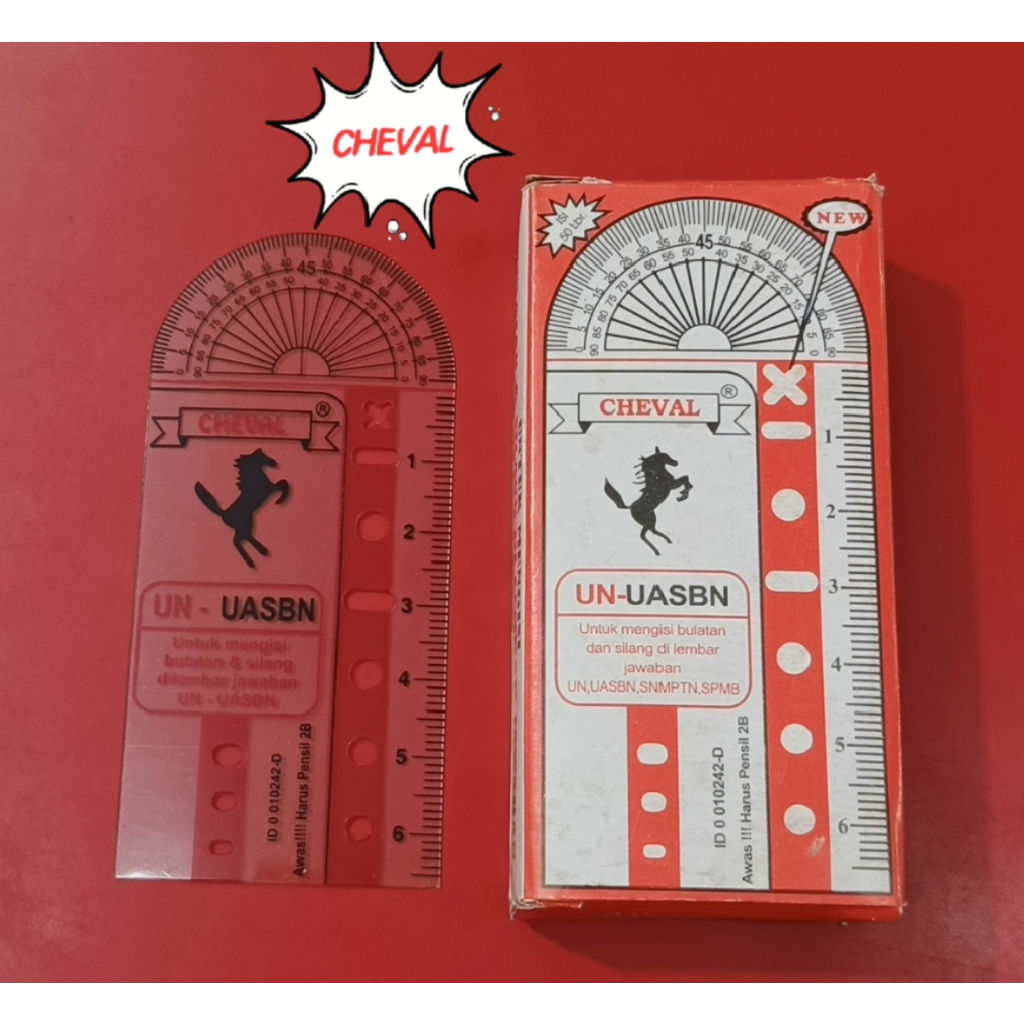 CHEVAL
45
CHEVAL
®
UN - UASBN
Untuk mengisi
bulatan & silang
dilembar jawaban
UN - UASBN
ID 0 010242-D
Awas!!!! Harus Pensil 2B
1
2
3
4
5
6
ISI
50 Lbr.
NEW
45
CHEVAL
®
UN-UASBN
Untuk mengisi bulatan
dan silang di lembar
jawaban
UN,UASBN,SNMPTN,SPMB
ID 0 010242-D
Awas !!! Harus Pensil 2B
1
2
3
4
5
6